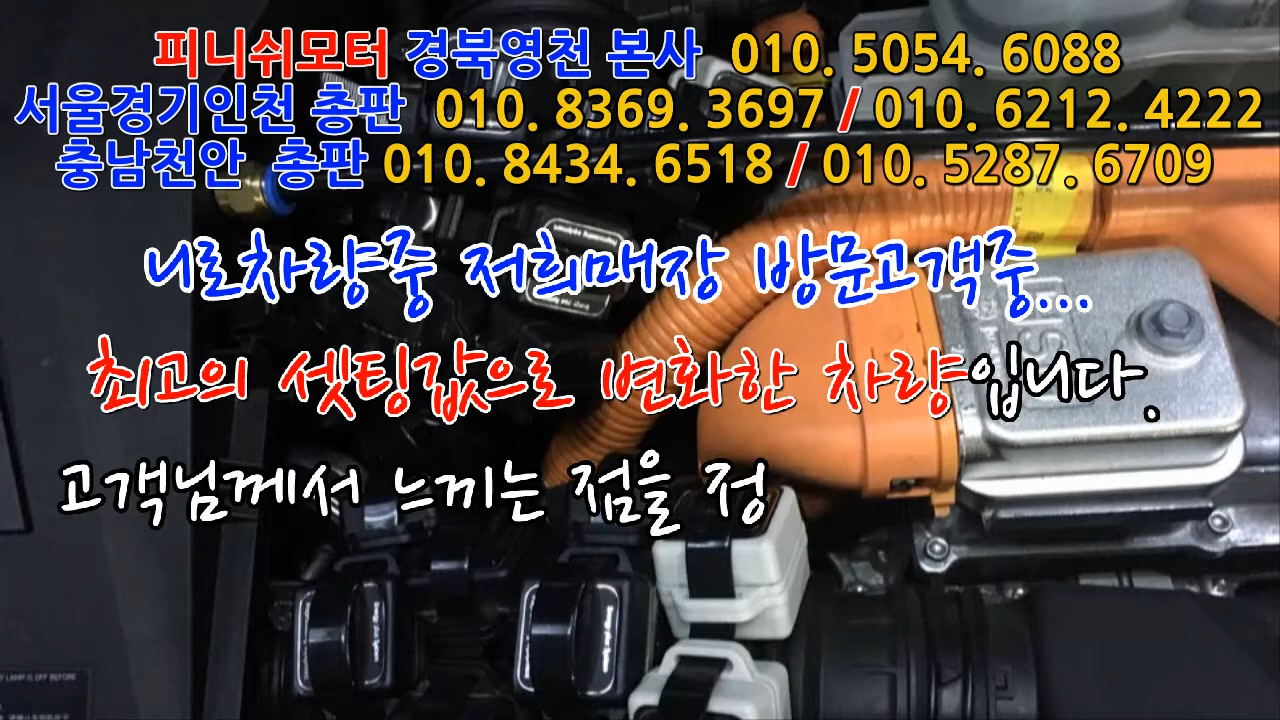 피니쉬모터 경북영천 본사 010. 5054. 6088
서울경기인천 총판 010. 8369. 3697 / 010. 6212. 4222
충남천안 총판 010. 8434. 6518 / 010. 5287. 6709
니로차량중 저희매장 방문고객중...
최고의 셋팅값으로 변화한 차량입니다.
고객님께서 느끼는 점을 정
LAMP IS OFF BEFORE